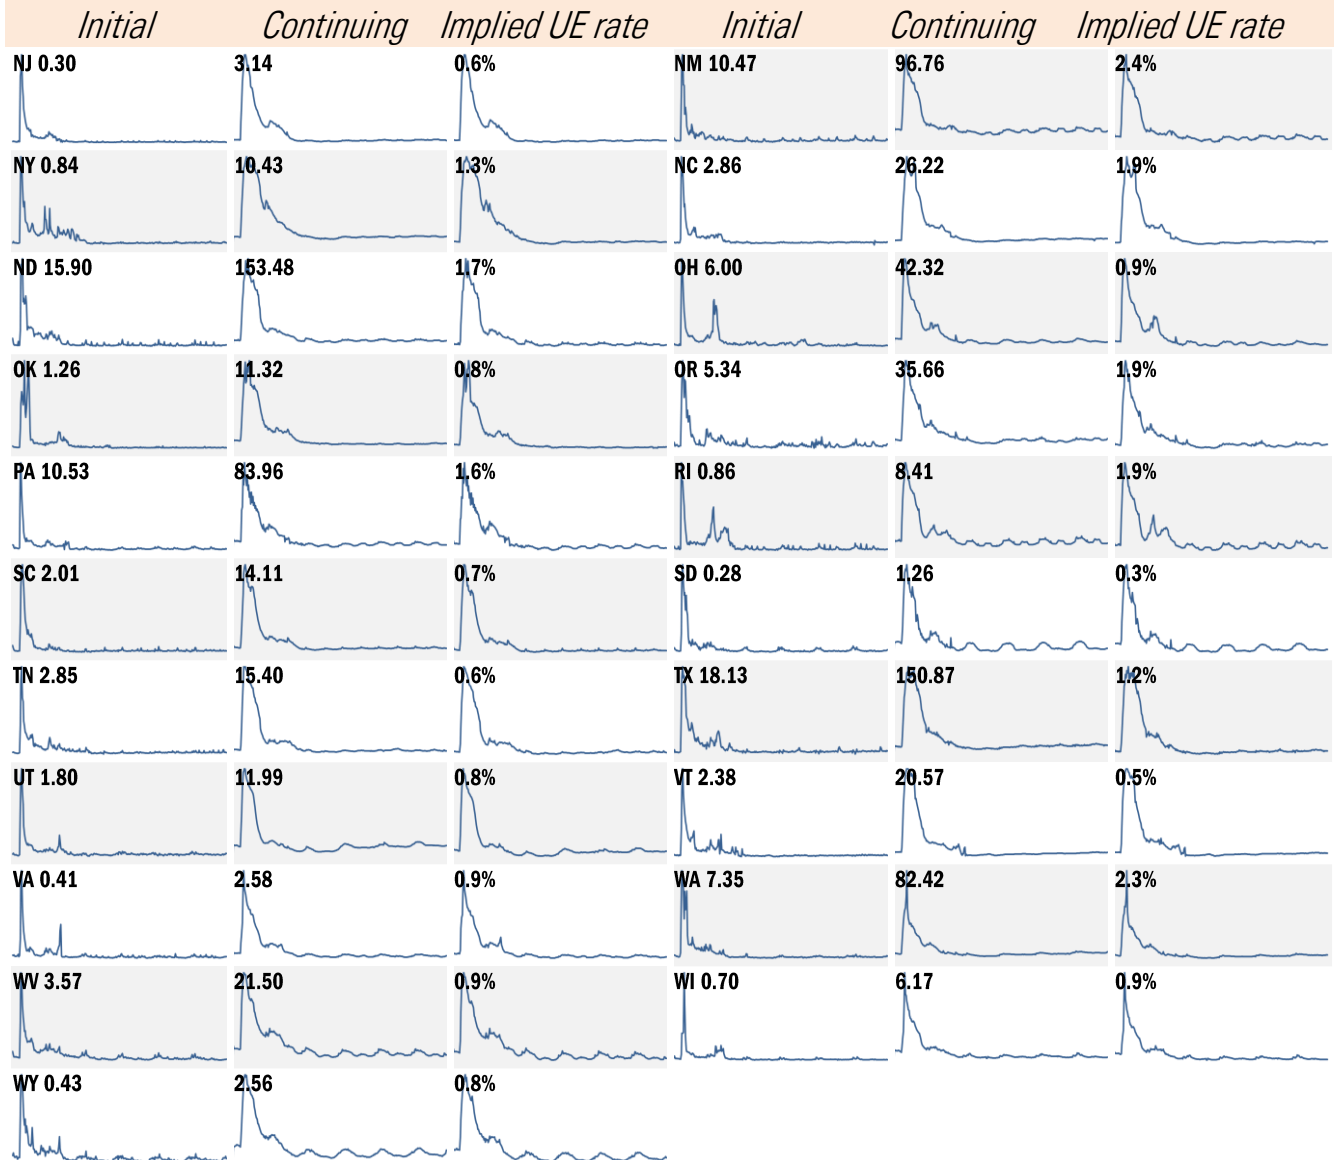 Initial Continuing Implied UE rate Initial Continuing Implied UE rate
NJ 0.30 3.14 0.6% NM 10.47 96.76 2.4%
NY 0.84 10.43 1.3% NC 2.86 26.22 1.9%
ND 15.90 153.48 1.7% OH 6.00 42.32 0.9%
OK 1.26 11.32 0.8% OR 5.34 35.66 1.9%
PA 10.53 83.96 1.6% RI 0.86 8.41 1.9%
SC 2.01 14.11 0.7% SD 0.28 1.26 0.3%
TN 2.85 15.40 0.6% TX 18.13 150.87 1.2%
UT 1.80 11.99 0.8% VT 2.38 20.57 0.5%
VA 0.41 2.58 0.9% WA 7.35 82.42 2.3%
WV 3.57 21.50 0.9% WI 0.70 6.17 0.9%
WY 0.43 2.56 0.8%